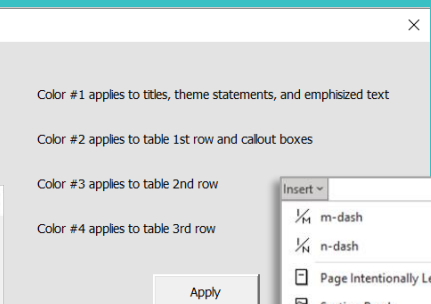 Color #1 applies to titles, theme statements, and emphisized text
Color #2 applies to table 1st row and callout boxes
Color #3 applies to table 2nd row
Insert
Color #4 applies to table 3rd row
1/M m-dash
1/N n-dash
Page Intentionally Le
Apply